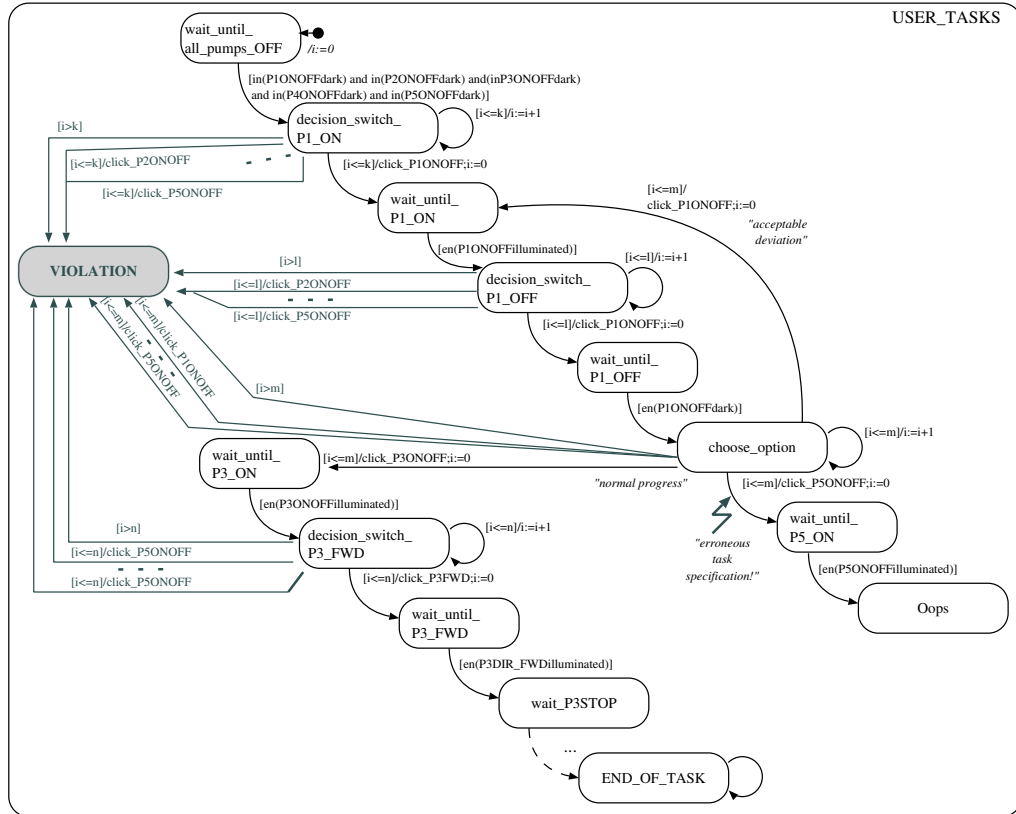 USER_TASKS
wait_until_
all_pumps_OFF
/i:=0
[in(P1ONOFFdark) and in(P2ONOFFdark) and(inP3ONOFFdark)
and in(P4ONOFFdark) and in(P5ONOFFdark)]
decision_switch_
P1_ON
[i<=k]/i:=i+1
[i>k]
[i<=k]/click_P2ONOFF
[i<=k]/click_P5ONOFF
[i<=k]/click_P1ONOFF;i:=0
wait_until_
P1_ON
[i<=m]/
click_P1ONOFF;i:=0
"acceptable
deviation"
[en(P1ONOFFilluminated)]
VIOLATION
[i>l]
[i<=l]/click_P2ONOFF
[i<=l]/click_P5ONOFF
decision_switch_
P1_OFF
[i<=l]/i:=i+1
[i<=l]/click_P1ONOFF;i:=0
[i<=m]/click_P5ONOFF
[i<=m]/click_P1ONOFF
wait_until_
P1_OFF
[i>m]
[en(P1ONOFFdark)]
choose_option
[i<=m]/i:=i+1
wait_until_
P3_ON
[i<=m]/click_P3ONOFF;i:=0
"normal progress"
[i<=m]/click_P5ONOFF;i:=0
[en(P3ONOFFilluminated)]
wait_until_
P5_ON
"erroneous
task
specification!"
[i>n]
[i<=n]/click_P5ONOFF
[i<=n]/click_P5ONOFF
decision_switch_
P3_FWD
[i<=n]/i:=i+1
[i<=n]/click_P3FWD;i:=0
[en(P5ONOFFilluminated)]
Oops
wait_until_
P3_FWD
[en(P3DIR_FWDilluminated)]
wait_P3STOP
...
END_OF_TASK